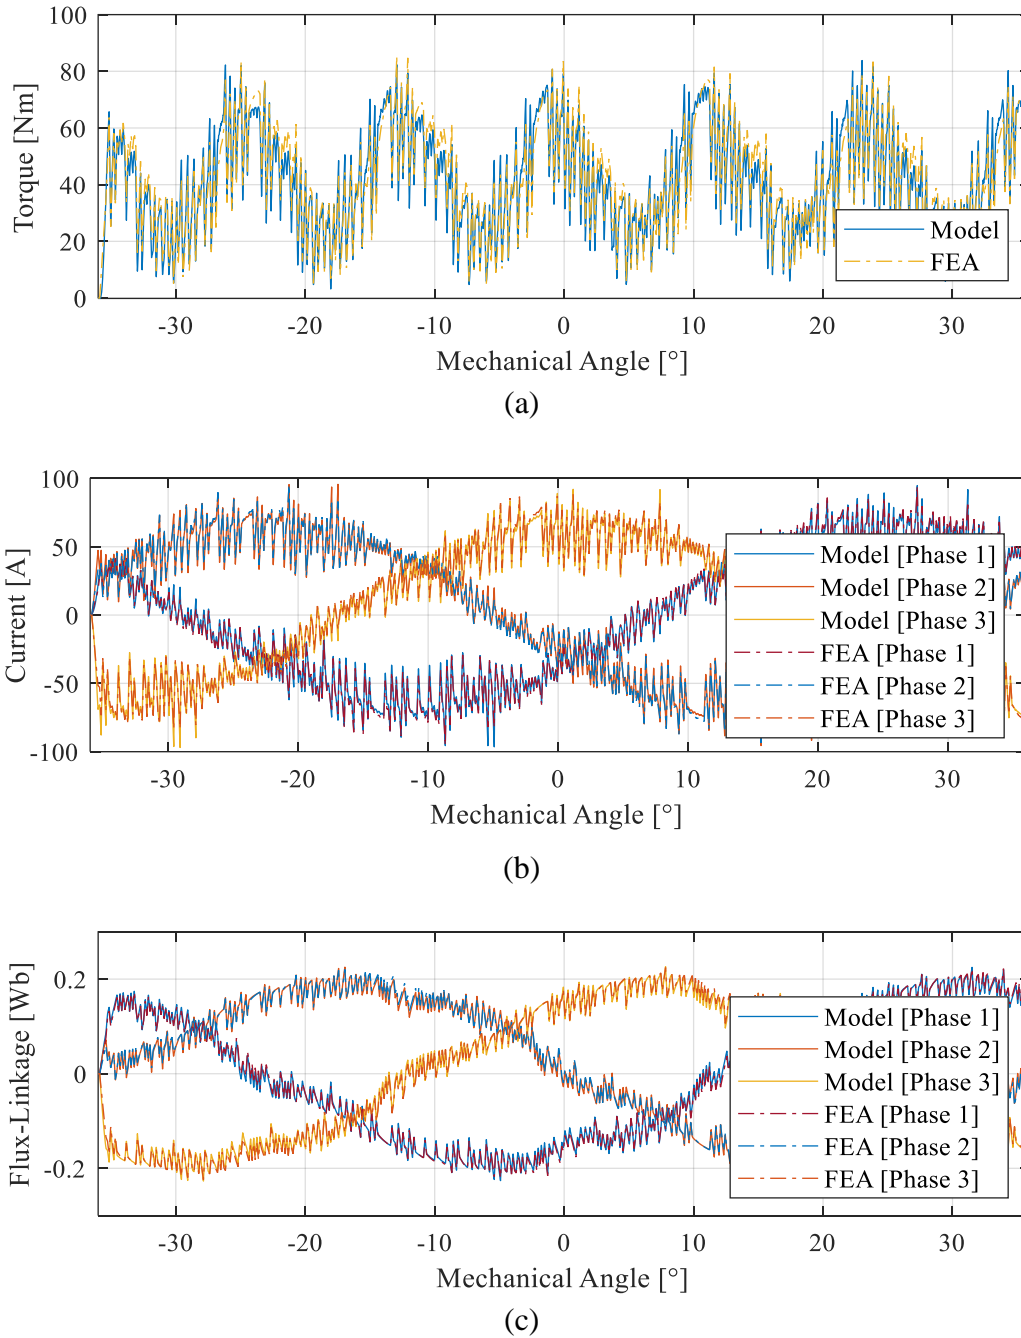 100
80
60
40
20
0
Torque [Nm]
Model
FEA
-30
-20
-10
0
10
20
30
Mechanical Angle [°]
(a)
100
50
0
-50
-100
Current [A]
Model [Phase 1]
Model [Phase 2]
Model [Phase 3]
FEA [Phase 1]
FEA [Phase 2]
FEA [Phase 3]
-30
-20
-10
0
10
20
30
Mechanical Angle [°]
(b)
0.2
0
-0.2
Flux-Linkage [Wb]
Model [Phase 1]
Model [Phase 2]
Model [Phase 3]
FEA [Phase 1]
FEA [Phase 2]
FEA [Phase 3]
-30
-20
-10
0
10
20
30
Mechanical Angle [°]
(c)